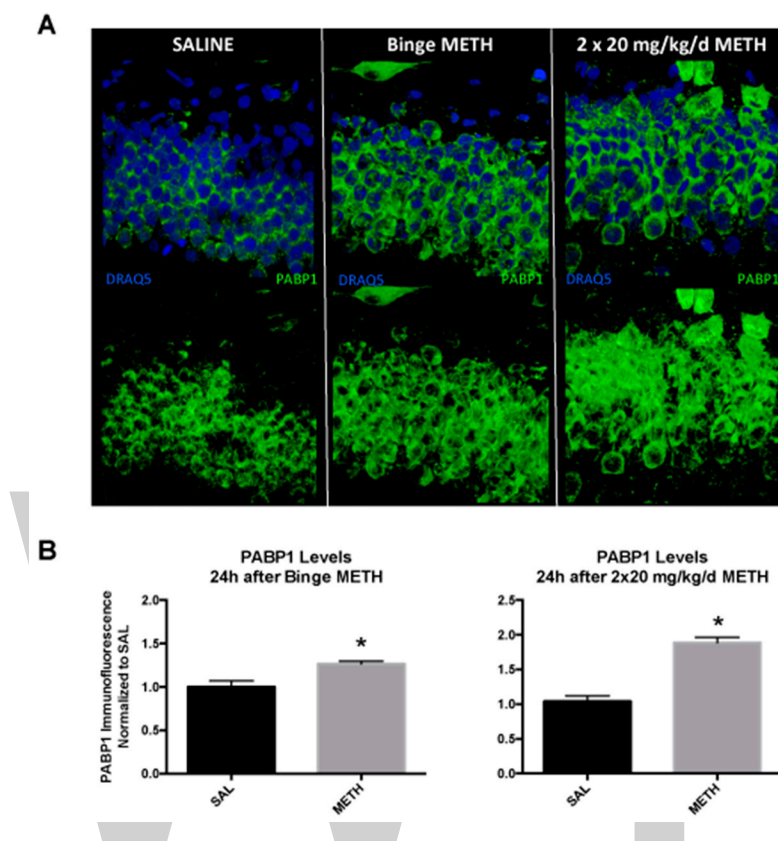 A
SALINE
Binge METH
2 x 20 mg/kg/d METH
DRAQ5 PABP1
DRAQ5 PABP1
DRAQ5 PABP1
B
PABP1 Levels
24h after Binge METH
PABP1 Immunofluorescence
Normalized to SAL
2.0
1.5
1.0
0.5
0.0
SAL
METH
*
PABP1 Levels
24h after 2x20 mg/kg/d METH
2.5
2.0
1.5
1.0
0.5
0.0
SAL
METH
*